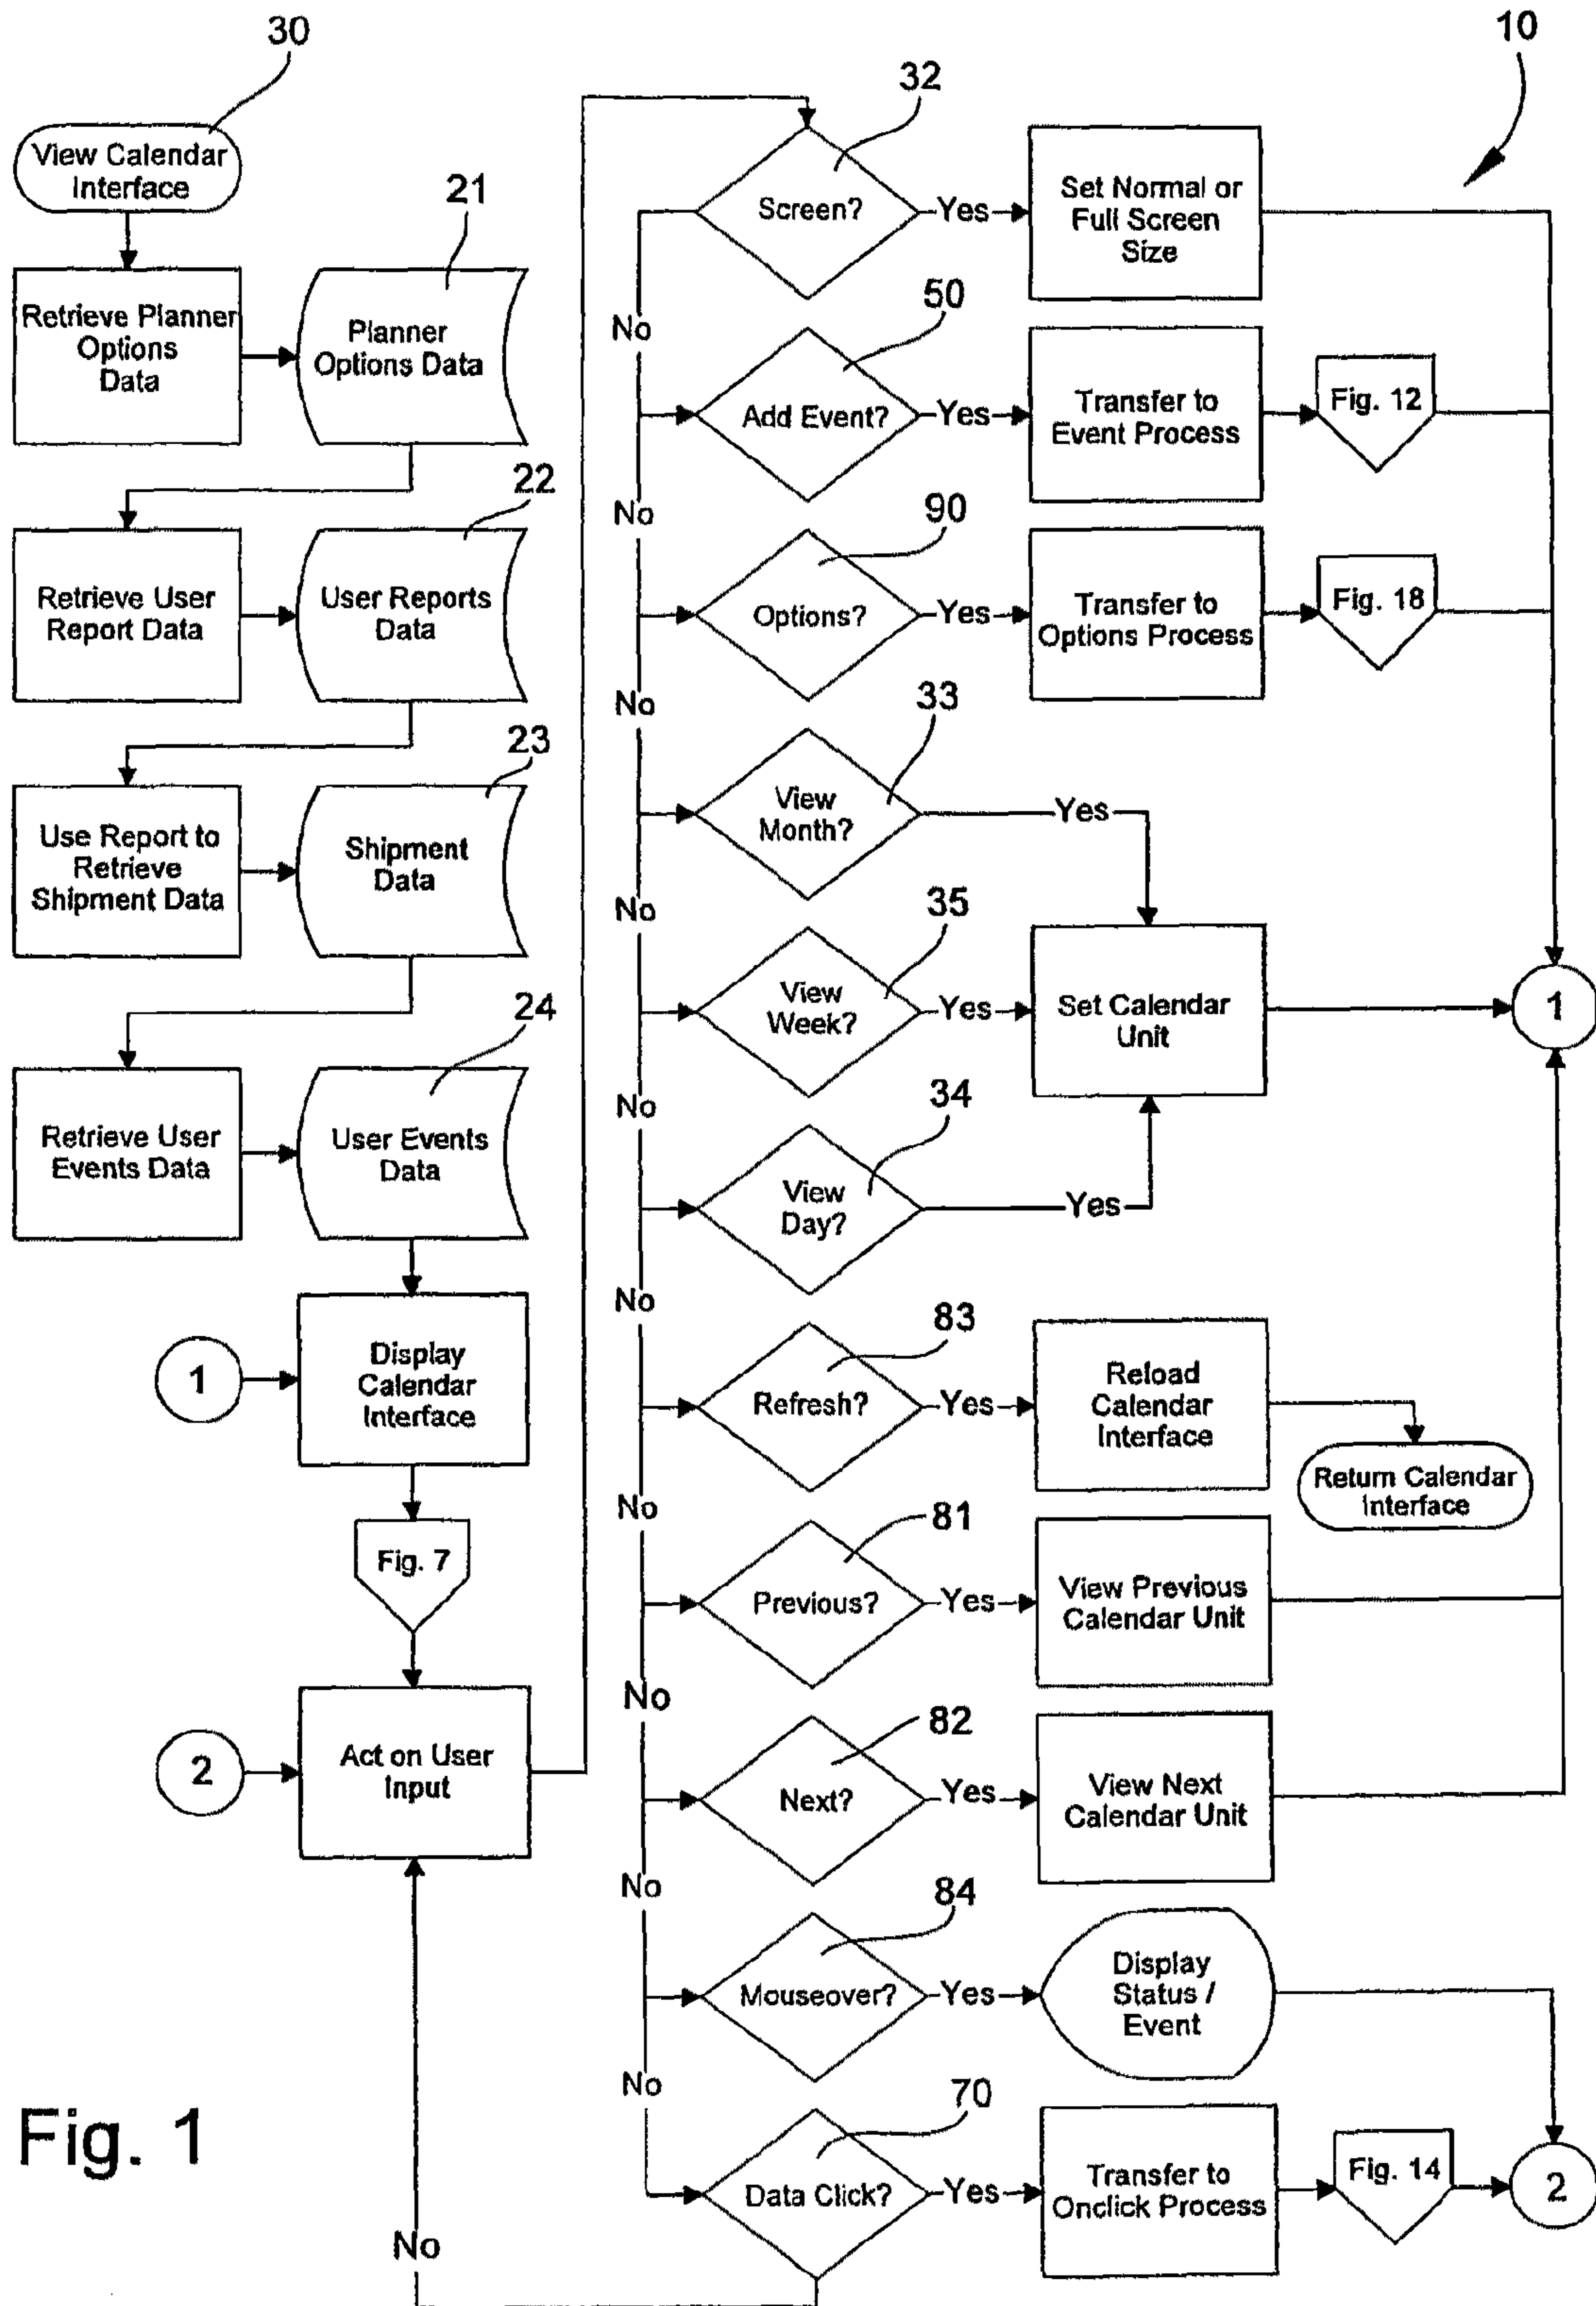 30
10
32
View Calendar
Interface
21
Screen?
Yes
Set Normal or
Full Screen
Size
Retrieve Planner
Options
Data
Planner
Options Data
No
50
Add Event?
Yes
Transfer to
Event Process
Fig. 12
22
No
90
Retrieve User
Report Data
User Reports
Data
Options?
Yes
Transfer to
Options Process
Fig. 18
No
33
23
View
Month?
Yes
Use Report to
Retrieve
Shipment Data
Shipment
Data
No
35
View
Week?
Yes
Set Calendar
Unit
1
24
No
34
Retrieve User
Events Data
User Events
Data
View
Day?
Yes
No
83
1
Display
Calendar
Interface
Refresh?
Yes
Reload
Calendar
Interface
Return Calendar
Interface
No
81
Fig. 7
Previous?
Yes
View Previous
Calendar Unit
No
82
2
Act on User
Input
Next?
Yes
View Next
Calendar Unit
No
84
Mouseover?
Yes
Display
Status /
Event
No
70
Fig. 1
Data Click?
Yes
Transfer to
Onclick Process
Fig. 14
2
No